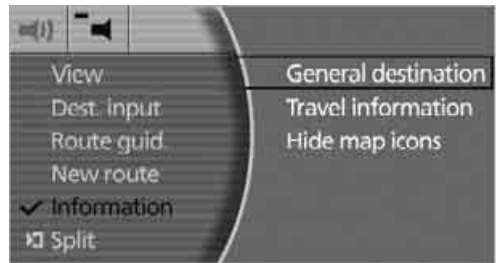 View
Dest. input
Route guid.
New route
Information
Split
General destination
Travel information
Hide map icons